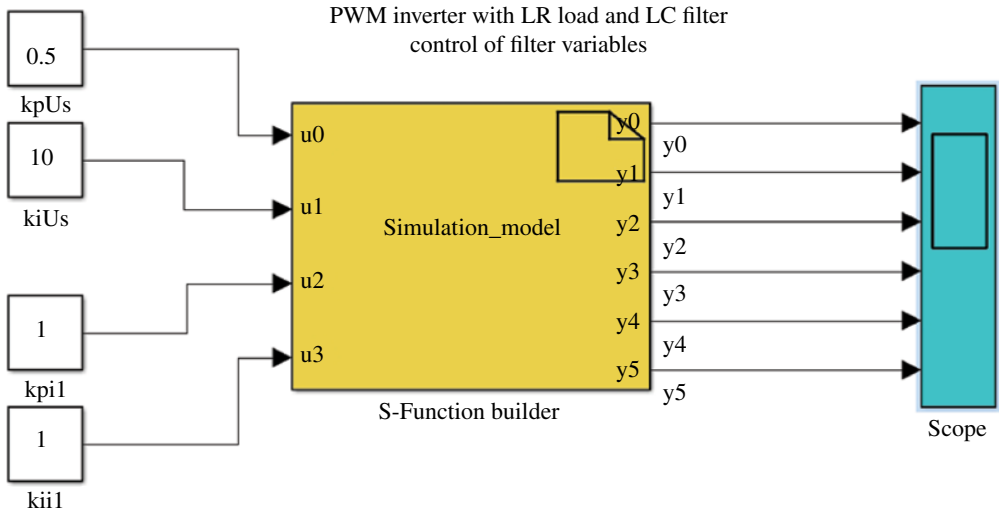 PWM inverter with LR load and LC filter
control of filter variables
0.5
kpUs
10
kiUs
1
kpi1
1
kii1
u0
u1
u2
u3
Simulation_model
y0
y1
y2
y3
y4
y5
S-Function builder
y0
y1
y2
y3
y4
y5
Scope